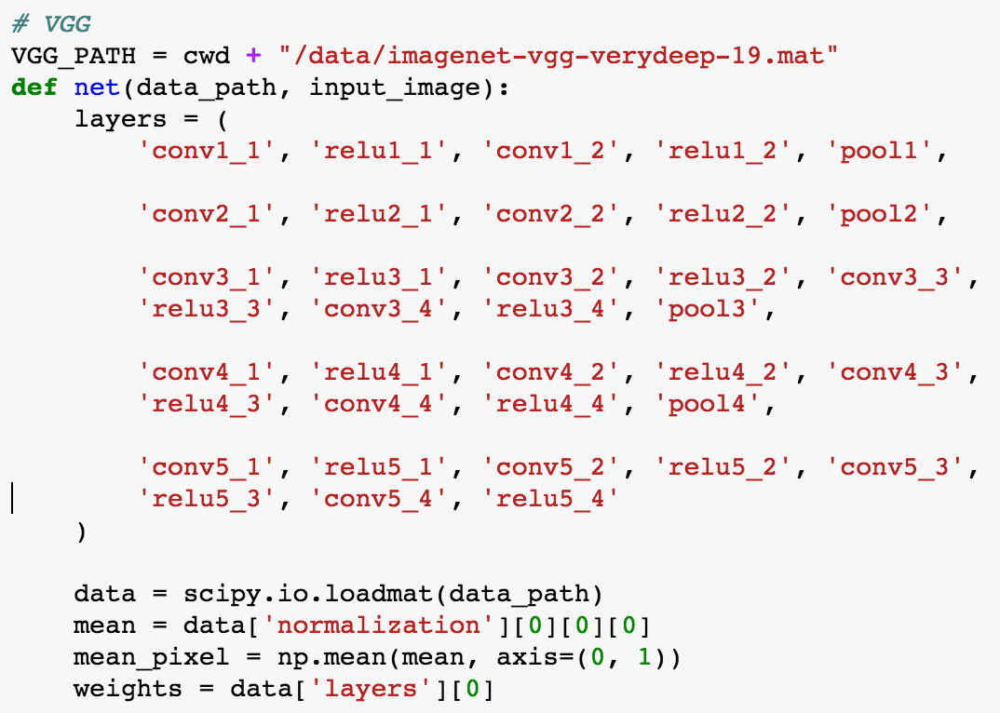 # VGG
VGG_PATH = cwd + "/data/imagenet-vgg-verydeep-19.mat"
def net(data_path, input_image):
    layers = (
        'conv1_1', 'relu1_1', 'conv1_2', 'relu1_2', 'pool1',
        'conv2_1', 'relu2_1', 'conv2_2', 'relu2_2', 'pool2',
        'conv3_1', 'relu3_1', 'conv3_2', 'relu3_2', 'conv3_3',
        'relu3_3', 'conv3_4', 'relu3_4', 'pool3',
        'conv4_1', 'relu4_1', 'conv4_2', 'relu4_2', 'conv4_3',
        'relu4_3', 'conv4_4', 'relu4_4', 'pool4',
        'conv5_1', 'relu5_1', 'conv5_2', 'relu5_2', 'conv5_3',
        'relu5_3', 'conv5_4', 'relu5_4'
    )
    data = scipy.io.loadmat(data_path)
    mean = data['normalization'][0][0][0]
    mean_pixel = np.mean(mean, axis=(0, 1))
    weights = data['layers'][0]